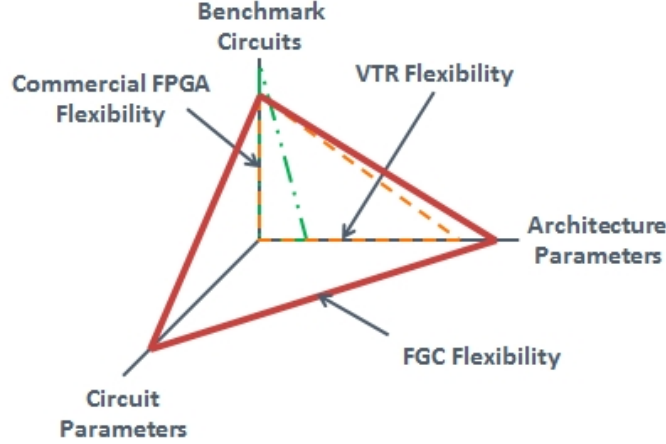 Benchmark
Circuits
Commercial FPGA
Flexibility
VTR Flexibility
Architecture
Parameters
FGC Flexibility
Circuit
Parameters